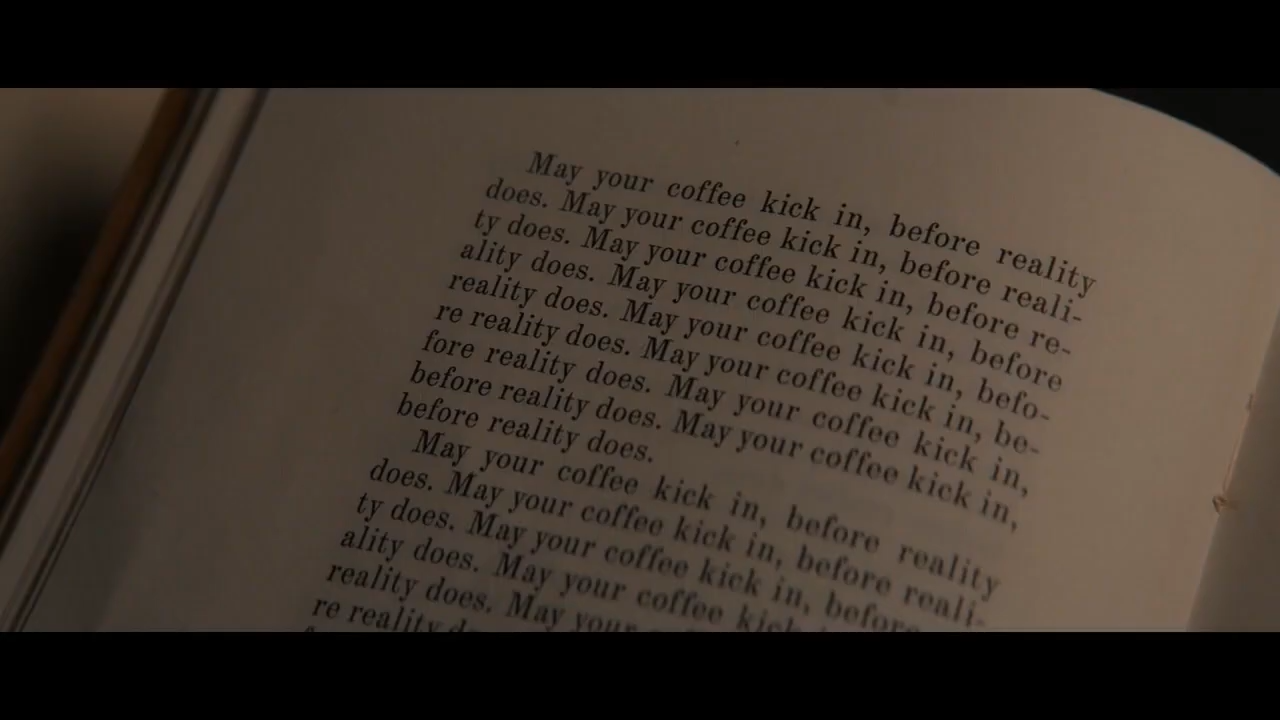 May your coffee kick in, before reality
does. May your coffee kick in, before reali-
ty does. May your coffee kick in, before re-
ality does. May your coffee kick in, before
reality does. May your coffee kick in, befo-
re reality does. May your coffee kick in, be-
fore reality does. May your coffee kick in,
before reality does. May your coffee kick in,
before reality does.
May your coffee kick in, before reality
does. May your coffee kick in, before reali-
ty does. May your coffee kick in, before
ality does. May your coffee kick
reality does. May your
re reality